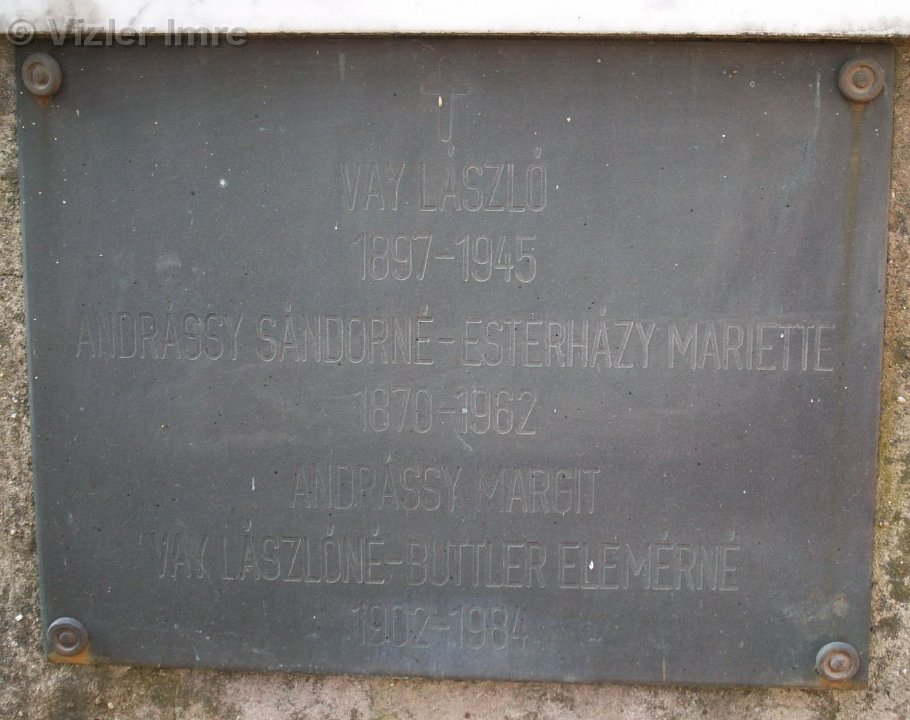 © Vizler Imre
VAY LÁSZLÓ
1897-1945
ANDRÁSSY SÁNDORNÉ-ESTERHÁZY MARIETTE
1870-1962
ANDRÁSSY MARGIT
VAY LÁSZLÓNÉ-BUTTLER ELEMÉRNÉ
1902-1984